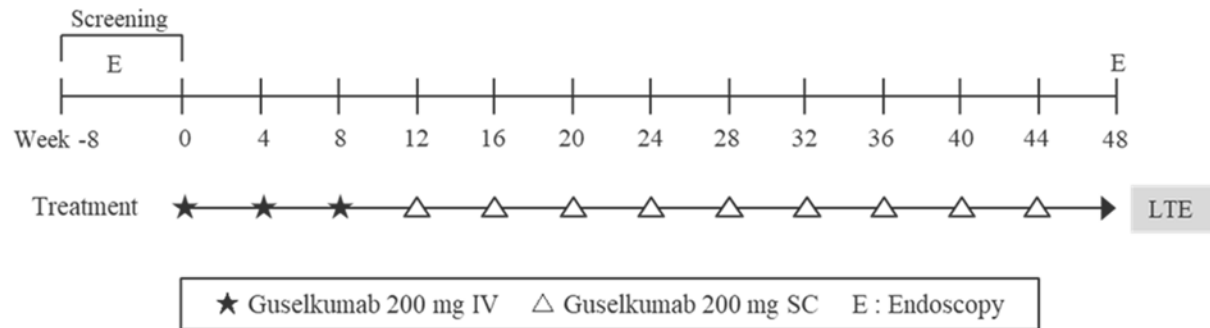 Screening
E
E
Week -8 0 4 8 12 16 20 24 28 32 36 40 44 48
Treatment
LTE
Guselkumab 200 mg IV Guselkumab 200 mg SC E : Endoscopy